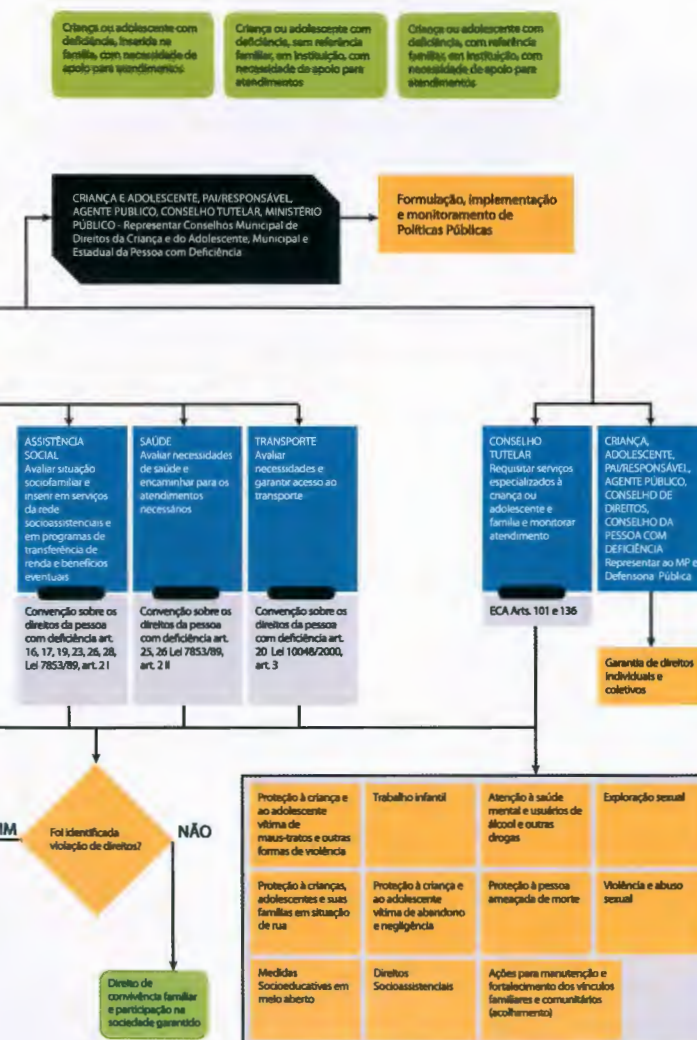 Criança ou adolescente com
deficiência, inserida na
família, com necessidade de
apoio para atendimentos
Criança ou adolescente com
deficiência, sem referência
familiar, em instituição, com
necessidade de apoio para
atendimentos
Criança ou adolescente com
deficiência, com referência
familiar, em instituição, com
necessidade de apoio para
atendimentos
CRIANÇA E ADOLESCENTE, PAI/RESPONSÁVEL,
AGENTE PUBLICO, CONSELHO TUTELAR, MINISTÉRIO
PÚBLICO - Representar Conselhos Municipal de
Direitos da Criança e do Adolescente, Municipal e
Estadual da Pessoa com Deficiência
Formulação, implementação
e monitoramento de
Políticas Públicas
ASSISTÊNCIA
SOCIAL
Avaliar situação
sociofamiliar e
inserir em serviços
da rede
socioassistenciais e
em programas de
transferência de
renda e benefícios
eventuais
Convenção sobre os
direitos da pessoa
com deficiência art.
16, 17, 19, 23, 26, 28,
Lei 7853/89, art. 2 I
SAÚDE
Avaliar necessidades
de saúde e
encaminhar para os
atendimentos
necessários
Convenção sobre os
direitos da pessoa
com deficiência art.
25, 26 Lei 7853/89,
art. 2 II
TRANSPORTE
Avaliar
necessidades e
garantir acesso ao
transporte
Convenção sobre os
direitos da pessoa
com deficiência art.
20 Lei 10048/2000,
art. 3
CONSELHO
TUTELAR
Requisitar serviços
especializados à
criança ou
adolescente e
família e monitorar
atendimento
ECA Arts. 101 e 136
CRIANÇA,
ADOLESCENTE,
PAI/RESPONSÁVEL,
AGENTE PÚBLICO,
CONSELHO DE
DIREITOS,
CONSELHO DA
PESSOA COM
DEFICIÊNCIA
Representar ao MP e
Defensoria Pública
Garantia de direitos
individuais e
coletivos
IM
Foi identificada
violação de direitos?
NÃO
Direito de
convivência familiar
e participação na
sociedade garantido
Proteção à criança e
ao adolescente
vítima de
maus-tratos e outras
formas de violência
Trabalho infantil
Atenção à saúde
mental e usuários de
álcool e outras
drogas
Exploração sexual
Proteção à crianças,
adolescentes e suas
famílias em situação
de rua
Proteção à criança e
ao adolescente
vítima de abandono
e negligência
Proteção à pessoa
ameaçada de morte
Violência e abuso
sexual
Medidas
Socioeducativas em
meio aberto
Direitos
Socioassistenciais
Ações para manutenção e
fortalecimento dos vínculos
familiares e comunitários
(acolhimento)